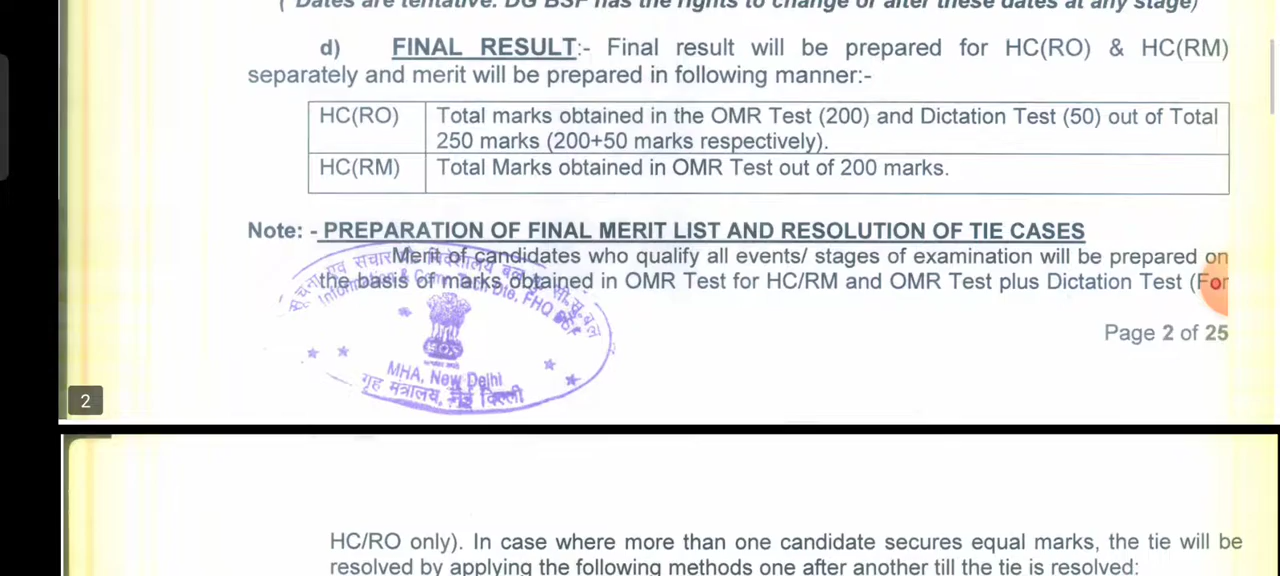 ( Dates are tentative. DG BSF has the rights to change or alter these dates at any stage)
d) FINAL RESULT:- Final result will be prepared for HC(RO) & HC(RM)
separately and merit will be prepared in following manner:-
HC(RO) Total marks obtained in the OMR Test (200) and Dictation Test (50) out of Total
250 marks (200+50 marks respectively).
HC(RM) Total Marks obtained in OMR Test out of 200 marks.
Note: - PREPARATION OF FINAL MERIT LIST AND RESOLUTION OF TIE CASES
Merit of candidates who qualify all events/ stages of examination will be prepared on
the basis of marks obtained in OMR Test for HC/RM and OMR Test plus Dictation Test (For
MHA, New Delhi
गृह मंत्रालय, नई दिल्ली
Page 2 of 25
2
HC/RO only). In case where more than one candidate secures equal marks, the tie will be
resolved by applying the following methods one after another till the tie is resolved: